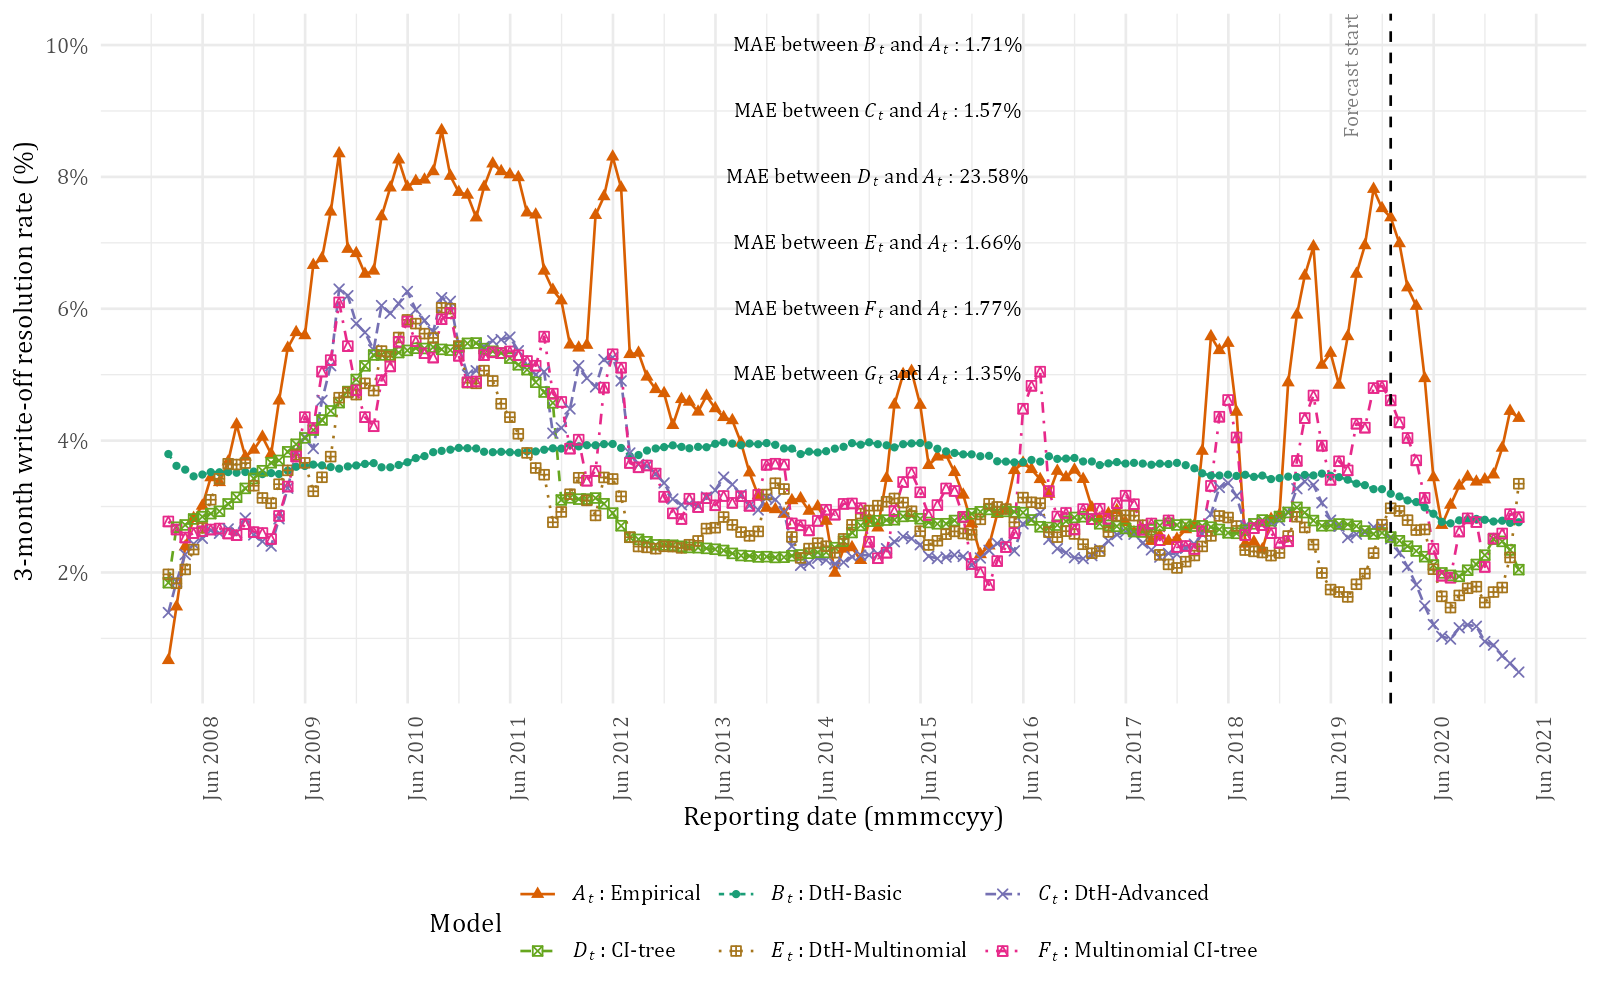 10%
8%
6%
4%
2%
3-month write-off resolution rate (%)
MAE between Bt and At : 1.71%
MAE between Ct and At : 1.57%
MAE between Dt and At : 23.58%
MAE between Et and At : 1.66%
MAE between Ft and At : 1.77%
MAE between Gt and At : 1.35%
Forecast start
Jun 2008
Jun 2009
Jun 2010
Jun 2011
Jun 2012
Jun 2013
Jun 2014
Jun 2015
Jun 2016
Jun 2017
Jun 2018
Jun 2019
Jun 2020
Jun 2021
Reporting date (mmmccyy)
Model
At : Empirical
Bt : DtH-Basic
Ct : DtH-Advanced
Dt : CI-tree
Et : DtH-Multinomial
Ft : Multinomial CI-tree